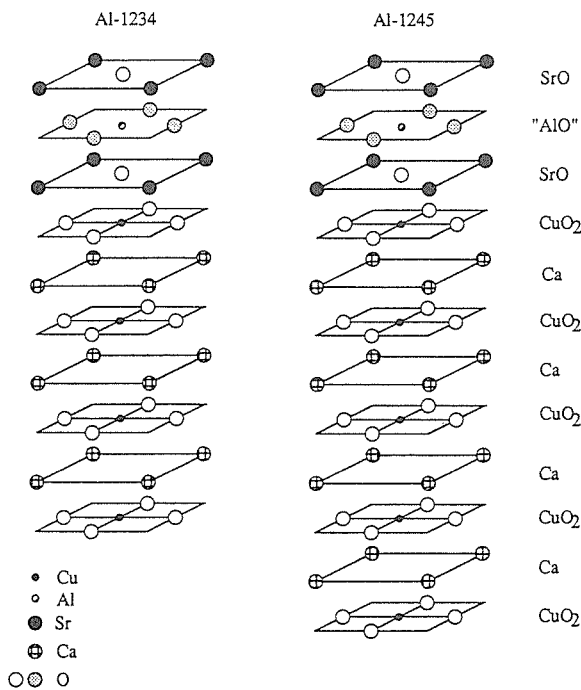 Al-1234
Al-1245
SrO
"AlO"
SrO
CuO2
Ca
CuO2
Ca
CuO2
Ca
CuO2
Ca
CuO2
Cu
Al
Sr
Ca
O